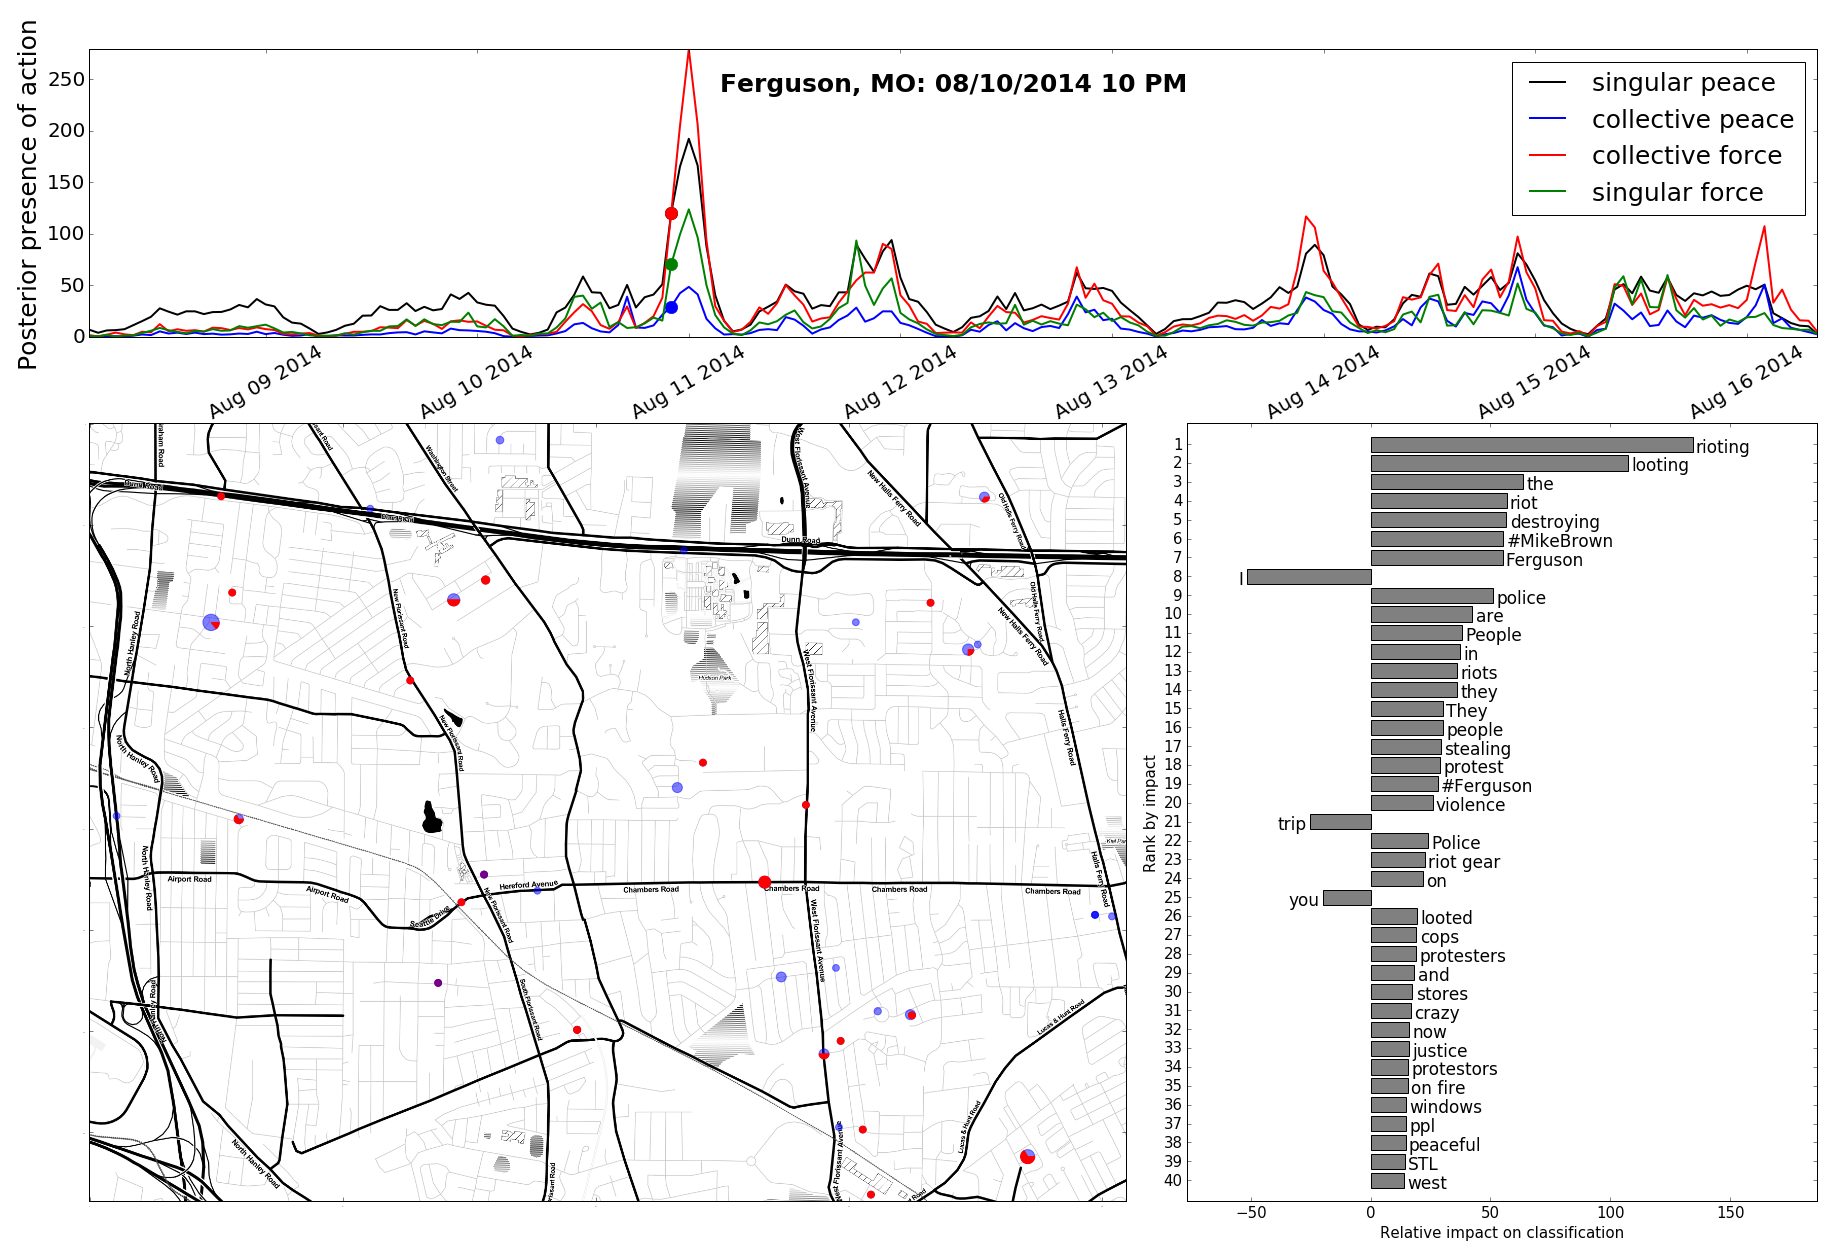 Ferguson, MO: 08/10/2014 10 PM
Posterior presence of action
250
200
150
100
50
0
singular peace
collective peace
collective force
singular force
Aug 09 2014
Aug 10 2014
Aug 11 2014
Aug 12 2014
Aug 13 2014
Aug 14 2014
Aug 15 2014
Aug 16 2014
Washington Street
West Florissant Avenue
New Halls Ferry Road
Old Halls Ferry Road
Dunn Road
Dunn Road
New Florissant Road
Old Halls Ferry Road
New Halls Ferry Road
North Hanley Road
Hudson Park
West Florissant Avenue
New Florissant Road
Halls Ferry Road
North Hanley Road
North Hanley Road
Airport Road
Airport Road
Seattle Drive
Hereford Avenue
Chambers Road
Chambers Road
Chambers Road
Chambers Road
Halls Ferry Road
New Florissant Road
West Florissant Avenue
South Florissant Road
Lucas & Hunt Road
Lucas & Hunt Road
North Hanley Road
West Florissant Avenue
Rank by impact
1 rioting
2 looting
3 the
4 riot
5 destroying
6 #MikeBrown
7 Ferguson
8 I
9 police
10 are
11 People
12 in
13 riots
14 they
15 They
16 people
17 stealing
18 protest
19 #Ferguson
20 violence
21 trip
22 Police
23 riot gear
24 on
25 you
26 looted
27 cops
28 protesters
29 and
30 stores
31 crazy
32 now
33 justice
34 protestors
35 on fire
36 windows
37 ppl
38 peaceful
39 STL
40 west
−50 0 50 100 150
Relative impact on classification